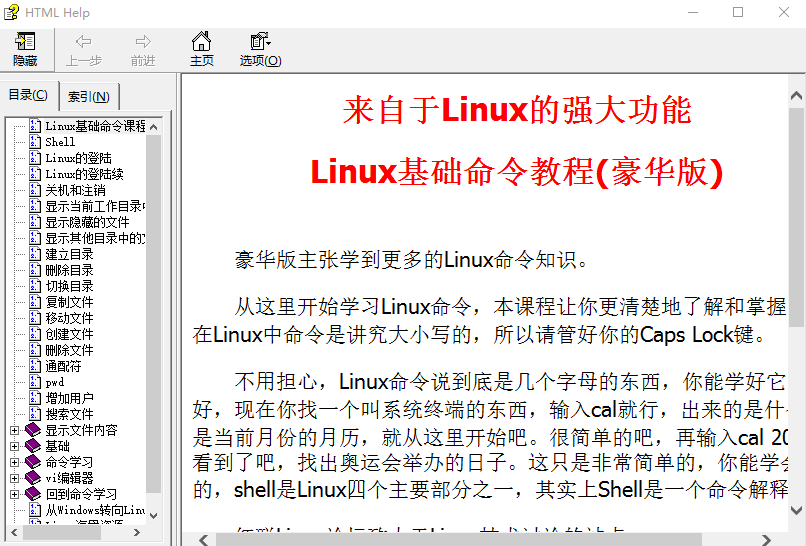 HTML Help
隐藏
上一步
前进
主页
选项(O)
目录(C)
索引(N)
Linux基础命令课程
Shell
Linux的登陆
Linux的登陆续
关机和注销
显示当前工作目录中
显示隐藏的文件
显示其他目录中的文
建立目录
删除目录
切换目录
复制文件
移动文件
创建文件
删除文件
通配符
pwd
增加用户
搜索文件
显示文件内容
基础
命令学习
vi编辑器
回到命令学习
从Windows转向Linu
来自于Linux的强大功能
Linux基础命令教程(豪华版)
豪华版主张学到更多的Linux命令知识。
从这里开始学习Linux命令，本课程让你更清楚地了解和掌握
在Linux中命令是讲究大小写的，所以请管好你的Caps Lock键。
不用担心，Linux命令说到底是几个字母的东西，你能学好它
好，现在你找一个叫系统终端的东西，输入cal就行，出来的是什
是当前月份的月历，就从这里开始吧。很简单的吧，再输入cal 20
看到了吧，找出奥运会举办的日子。这只是非常简单的，你能学会
的，shell是Linux四个主要部分之一，其实上Shell是一个命令解释